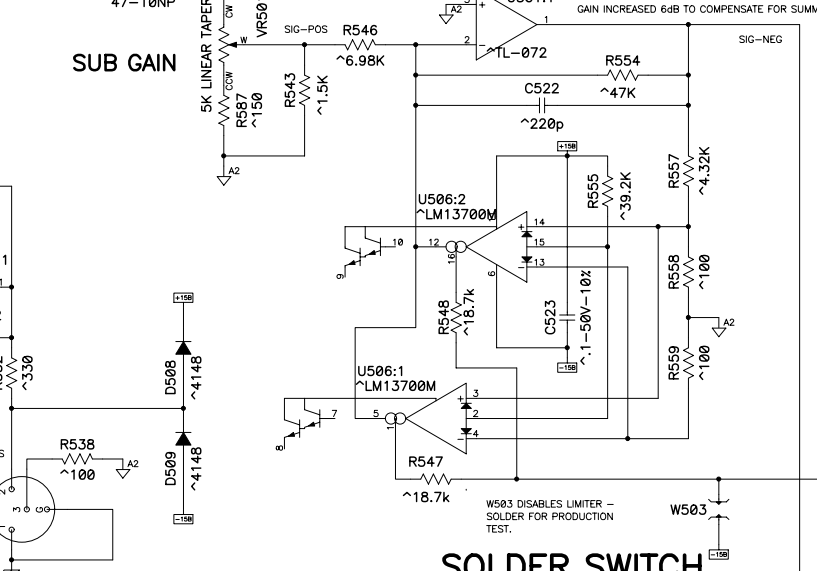 47-10NP
CW
VR50
5K LINEAR TAPER
W
CCW
SUB GAIN
R587
^150
A2
SIG-POS
R546
^6.98K
R543
^1.5K
A2
+
2
-
1
^TL-072
GAIN INCREASED 6dB TO COMPENSATE FOR SUMM
SIG-NEG
R554
^47K
C522
^220p
+15B
R555
^39.2K
R557
^4.32K
U506:2
^LM13700M
10
9
12
16
6
+ 14
15
- 13
R548
^18.7k
C523
^.1-50V-10%
-15B
R558
^100
A2
R559
^100
U506:1
^LM13700M
7
8
5
1
+ 3
2
- 4
R547
^18.7k
1
^330
+15B
D508
^4148
D509
^4148
-15B
R538
^100
A2
S
2
3
G
1
W503 DISABLES LIMITER -
SOLDER FOR PRODUCTION
TEST.
W503
-15B
SOLDER SWITCH